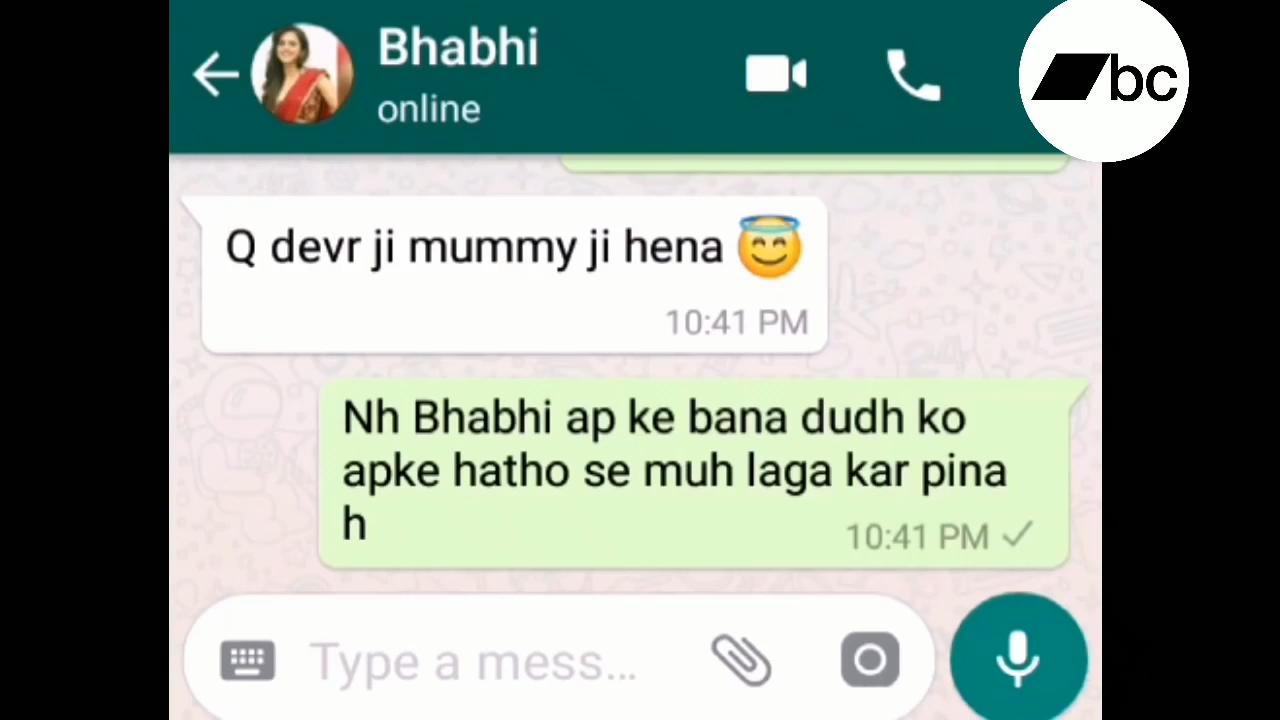 Bhabhi
online
bc
Q devr ji mummy ji hena 😇
10:41 PM
Nh Bhabhi ap ke bana dudh ko
apke hatho se muh laga kar pina
h
10:41 PM
Type a mess...